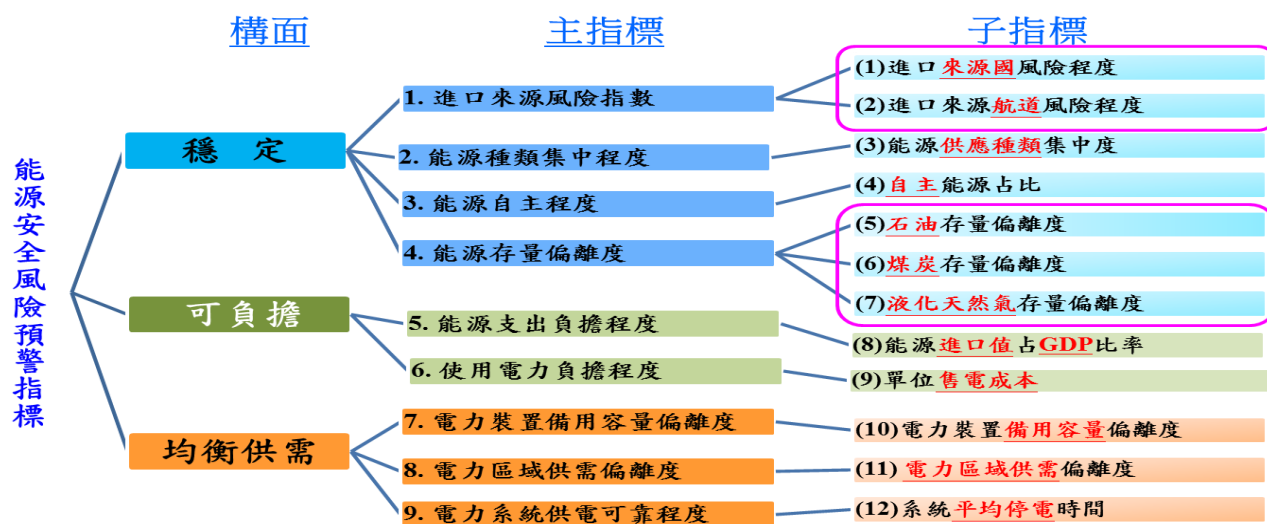 構面
主指標
子指標
能源安全風險預警指標
穩 定
1. 進口來源風險指數
(1)進口來源國風險程度
(2)進口來源航道風險程度
2. 能源種類集中程度
(3)能源供應種類集中度
3. 能源自主程度
(4)自主能源占比
4. 能源存量偏離度
(5)石油存量偏離度
(6)煤炭存量偏離度
(7)液化天然氣存量偏離度
可負擔
5. 能源支出負擔程度
(8)能源進口值占GDP比率
6. 使用電力負擔程度
(9)單位售電成本
均衡供需
7. 電力裝置備用容量偏離度
(10)電力裝置備用容量偏離度
8. 電力區域供需偏離度
(11) 電力區域供需偏離度
9. 電力系統供電可靠程度
(12)系統平均停電時間